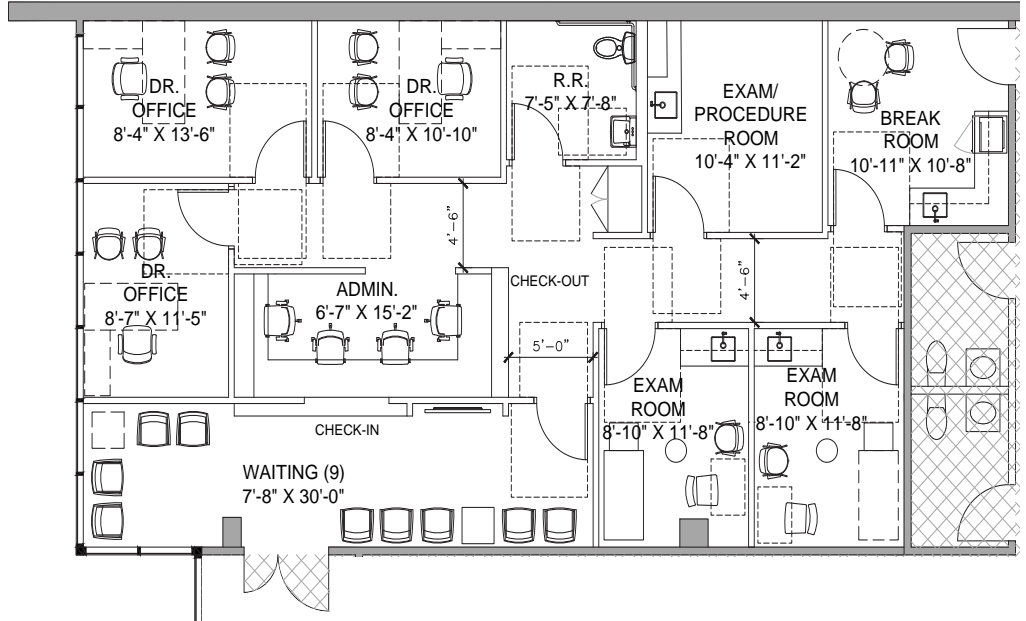 DR.
OFFICE
8'-4" X 13'-6"
DR.
OFFICE
8'-4" X 10'-10"
R.R.
7'-5" X 7'-8"
EXAM/
PROCEDURE
ROOM
10'-4" X 11'-2"
BREAK
ROOM
10'-11" X 10'-8"
4'-6"
DR.
OFFICE
8'-7" X 11'-5"
ADMIN.
6'-7" X 15'-2"
CHECK-OUT
4'-6"
5'-0"
EXAM
ROOM
8'-10" X 11'-8"
EXAM
ROOM
8'-10" X 11'-8"
CHECK-IN
WAITING (9)
7'-8" X 30'-0"